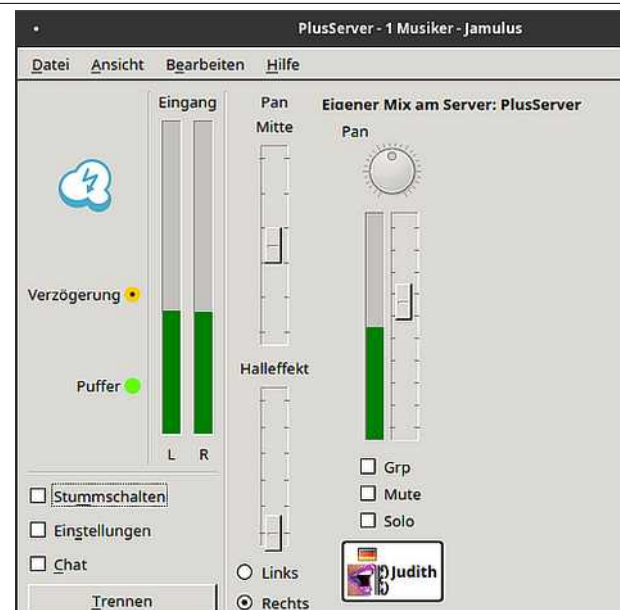 PlusServer - 1 Musiker - Jamulus
Datei Ansicht Bearbeiten Hilfe
Eingang
Pan
Mitte
Eigener Mix am Server: PlusServer
Pan
Verzögerung
Puffer
Halleffekt
L R
Grp
Mute
Solo
Stummschalten
Einstellungen
Chat
Trennen
Links
Rechts
Judith